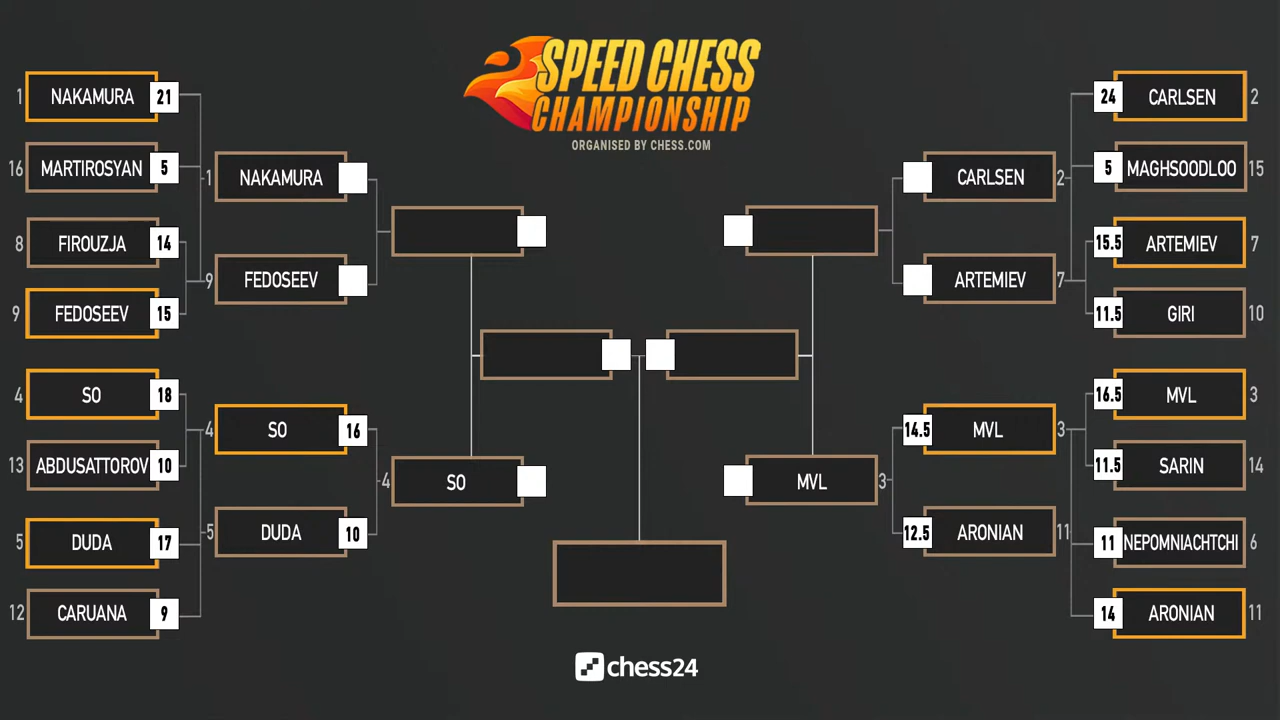 SPEED CHESS
CHAMPIONSHIP
ORGANISED BY CHESS.COM
1 NAKAMURA 21
16 MARTIROSYAN 5
8 FIROUZJA 14
9 FEDOSEEV 15
4 SO 18
13 ABDUSATTOROV 10
5 DUDA 17
12 CARUANA 9
1 NAKAMURA
9 FEDOSEEV
4 SO 16
5 DUDA 10
4 SO
MVL 3
CARLSEN 2
ARTEMIEV 7
14.5 MVL 3
12.5 ARONIAN 11
24 CARLSEN 2
5 MAGHSOODLOO 15
15.5 ARTEMIEV 7
11.5 GIRI 10
16.5 MVL 3
11.5 SARIN 14
11 NEPOMNIACHTCHI 6
14 ARONIAN 11
chess24